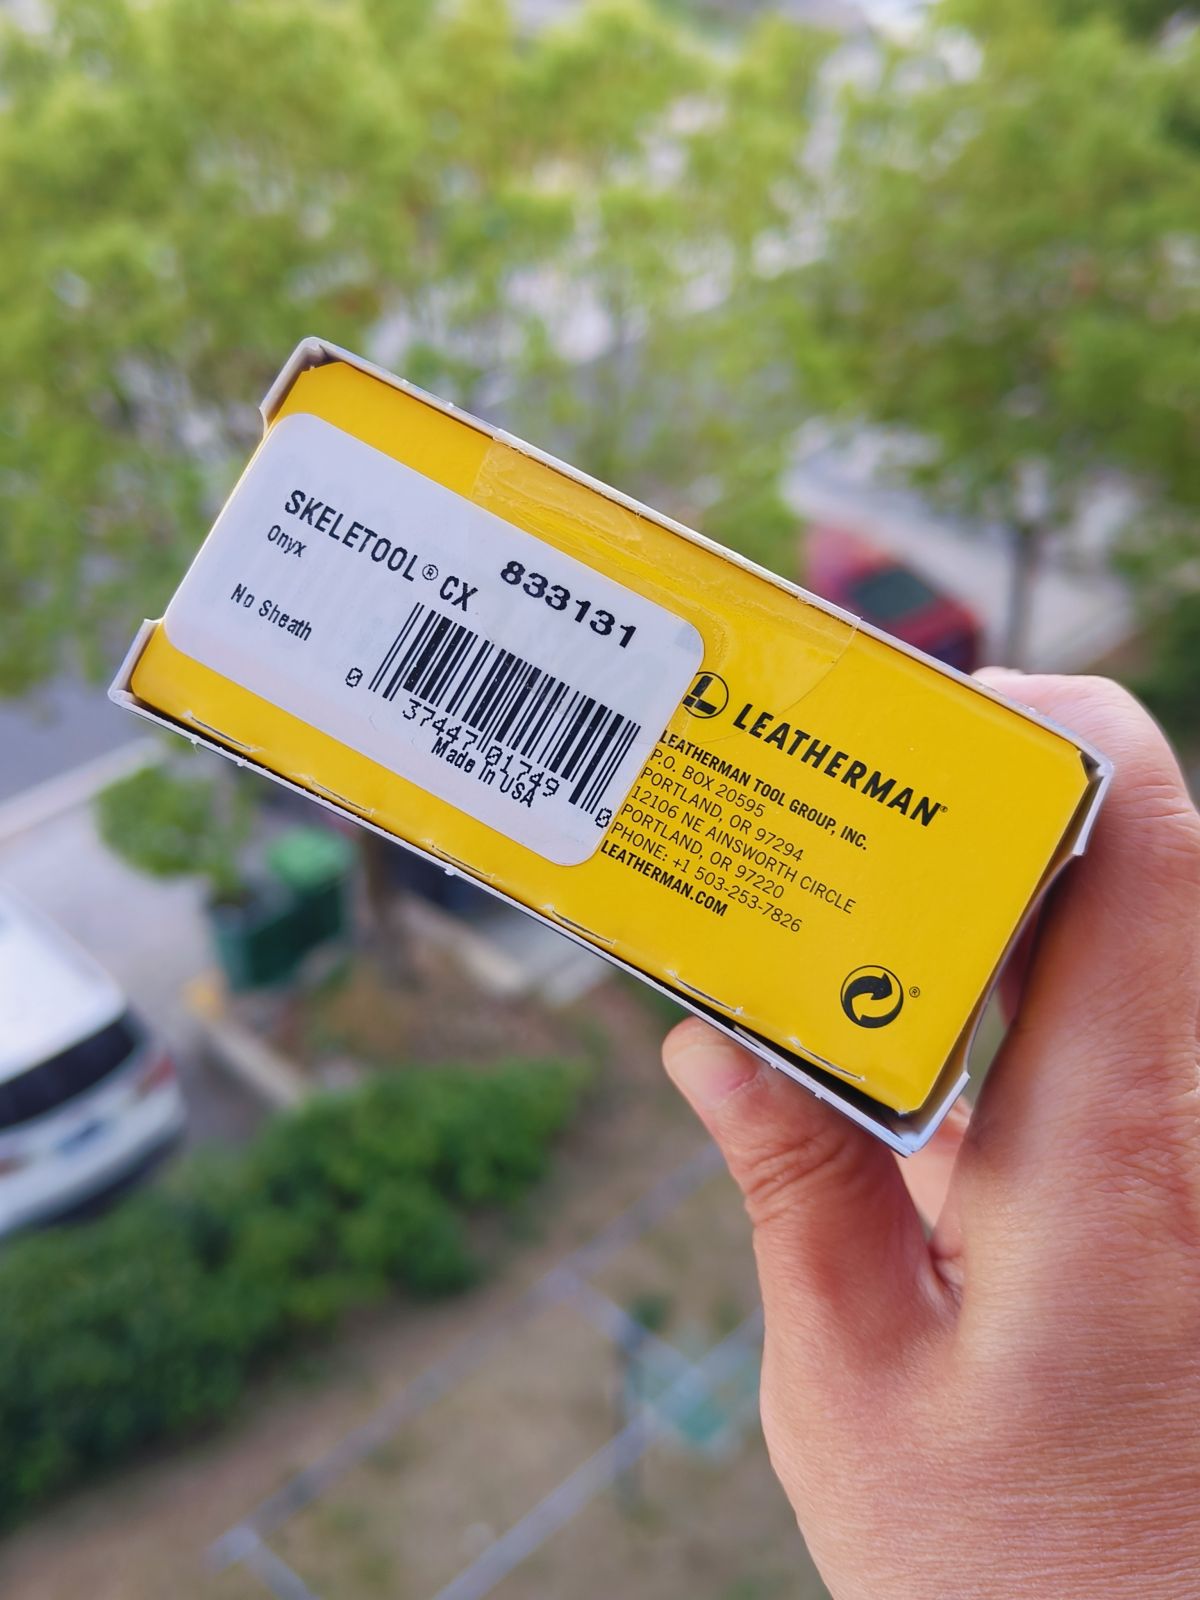 SKELETOOL® CX
Onyx
833131
No Sheath
0 37447 01749 0
Made In USA
LEATHERMAN®
LEATHERMAN TOOL GROUP, INC.
P.O. BOX 20595
PORTLAND, OR 97294
12106 NE AINSWORTH CIRCLE
PORTLAND, OR 97220
PHONE: +1 503-253-7826
LEATHERMAN.COM
®